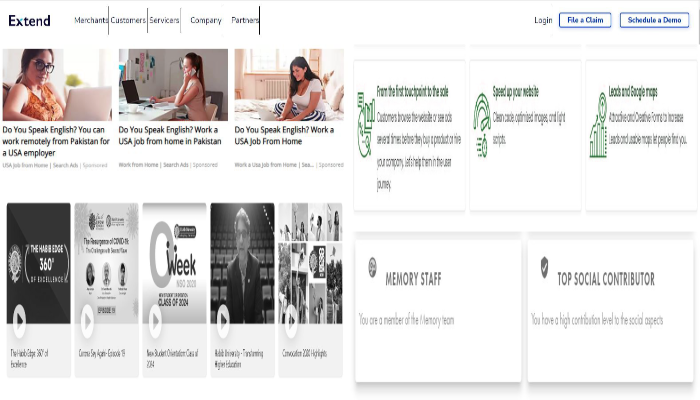 Extend
Merchants Customers Servicers Company Partners
Login File a Claim Schedule a Demo
Do You Speak English? You can
work remotely from Pakistan for
a USA employer
USA Job From Home | Search Ads | Sponsored
Do You Speak English? Work a
USA job from home in Pakistan
Work From Home | Search Ads | Sponsored
Do You Speak English? Work a
USA Job From Home
Work a Usa Job From Home | Sea... | Sponsored
From the first touchpoint to the sale
Customers browse the website or see ads
several times before they buy a product or hire
your company. Let's help them in the user
journey.
Speed up your website
Clean code, optimised images, and light
scripts.
Leads and Google maps
Attractive and Creative Forms to Increase
Leads and usable maps let people find you.
THE HABIB EDGE
360°
OF EXCELLENCE
The Habib Edge 360° of
Excellence
The Resurgence of COVID-19:
EPISODE 19
Corona Say Agahi - Episode 19
O
Week
NSO 2020
NEW STUDENT ORIENTATION
CLASS OF 2024
New Student Orientation: Class of
2024
Habib University - Transforming
Higher Education
Convocation 2020 Highlights
MEMORY STAFF
You are a member of the Memory team
TOP SOCIAL CONTRIBUTOR
You have a high contribution level to the social aspects